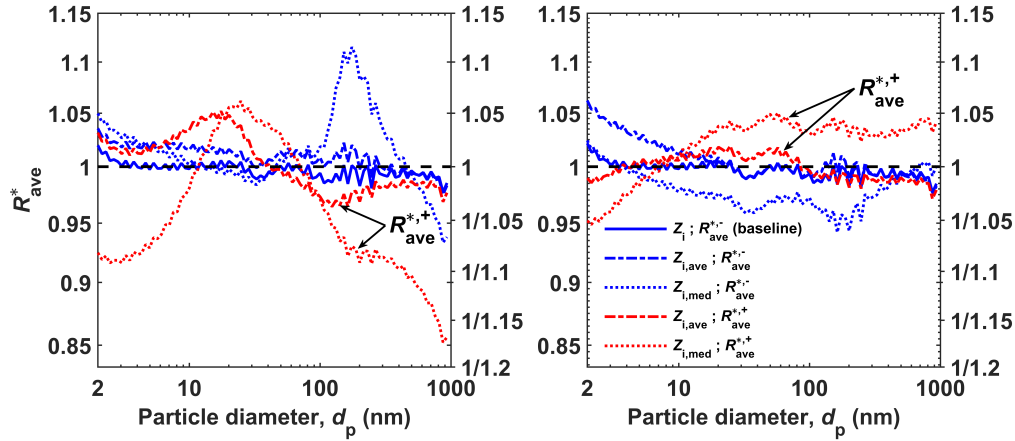 1.15
1.1
1.05
1
0.95
0.9
0.85
R*ave
1.15
1.1
1.05
1
1/1.05
1/1.1
1/1.15
1/1.2
R*,+ave
2 10 100 1000
Particle diameter, dp (nm)
1.15
1.1
1.05
1
0.95
0.9
0.85
1.15
1.1
1.05
1
1/1.05
1/1.1
1/1.15
1/1.2
R*,+ave
Zi ; R*,-ave (baseline)
Zi,ave ; R*,-ave
Zi,med ; R*,-ave
Zi,ave ; R*,+ave
Zi,med ; R*,+ave
2 10 100 1000
Particle diameter, dp (nm)